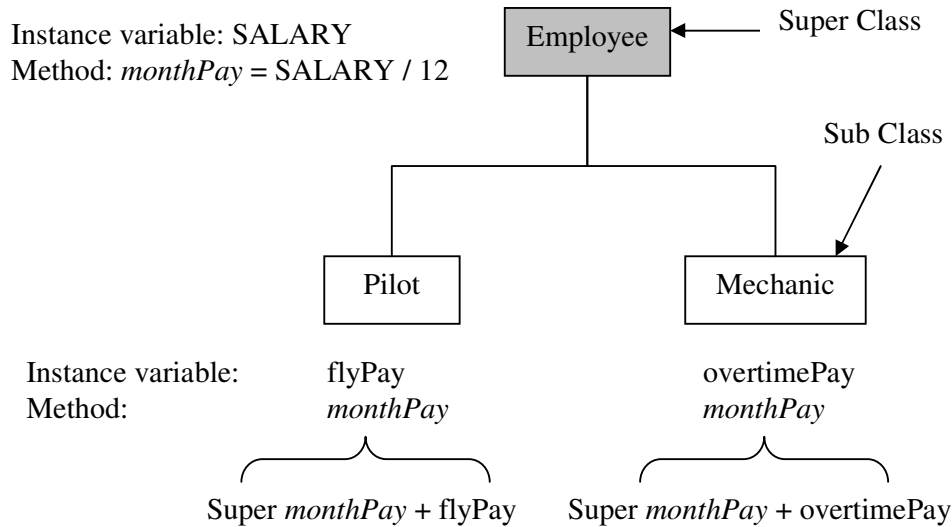 Instance variable: SALARY
Method: monthPay = SALARY / 12
Employee
Super Class
Sub Class
Pilot
Mechanic
Instance variable: flyPay overtimePay
Method: monthPay monthPay
Super monthPay + flyPay Super monthPay + overtimePay